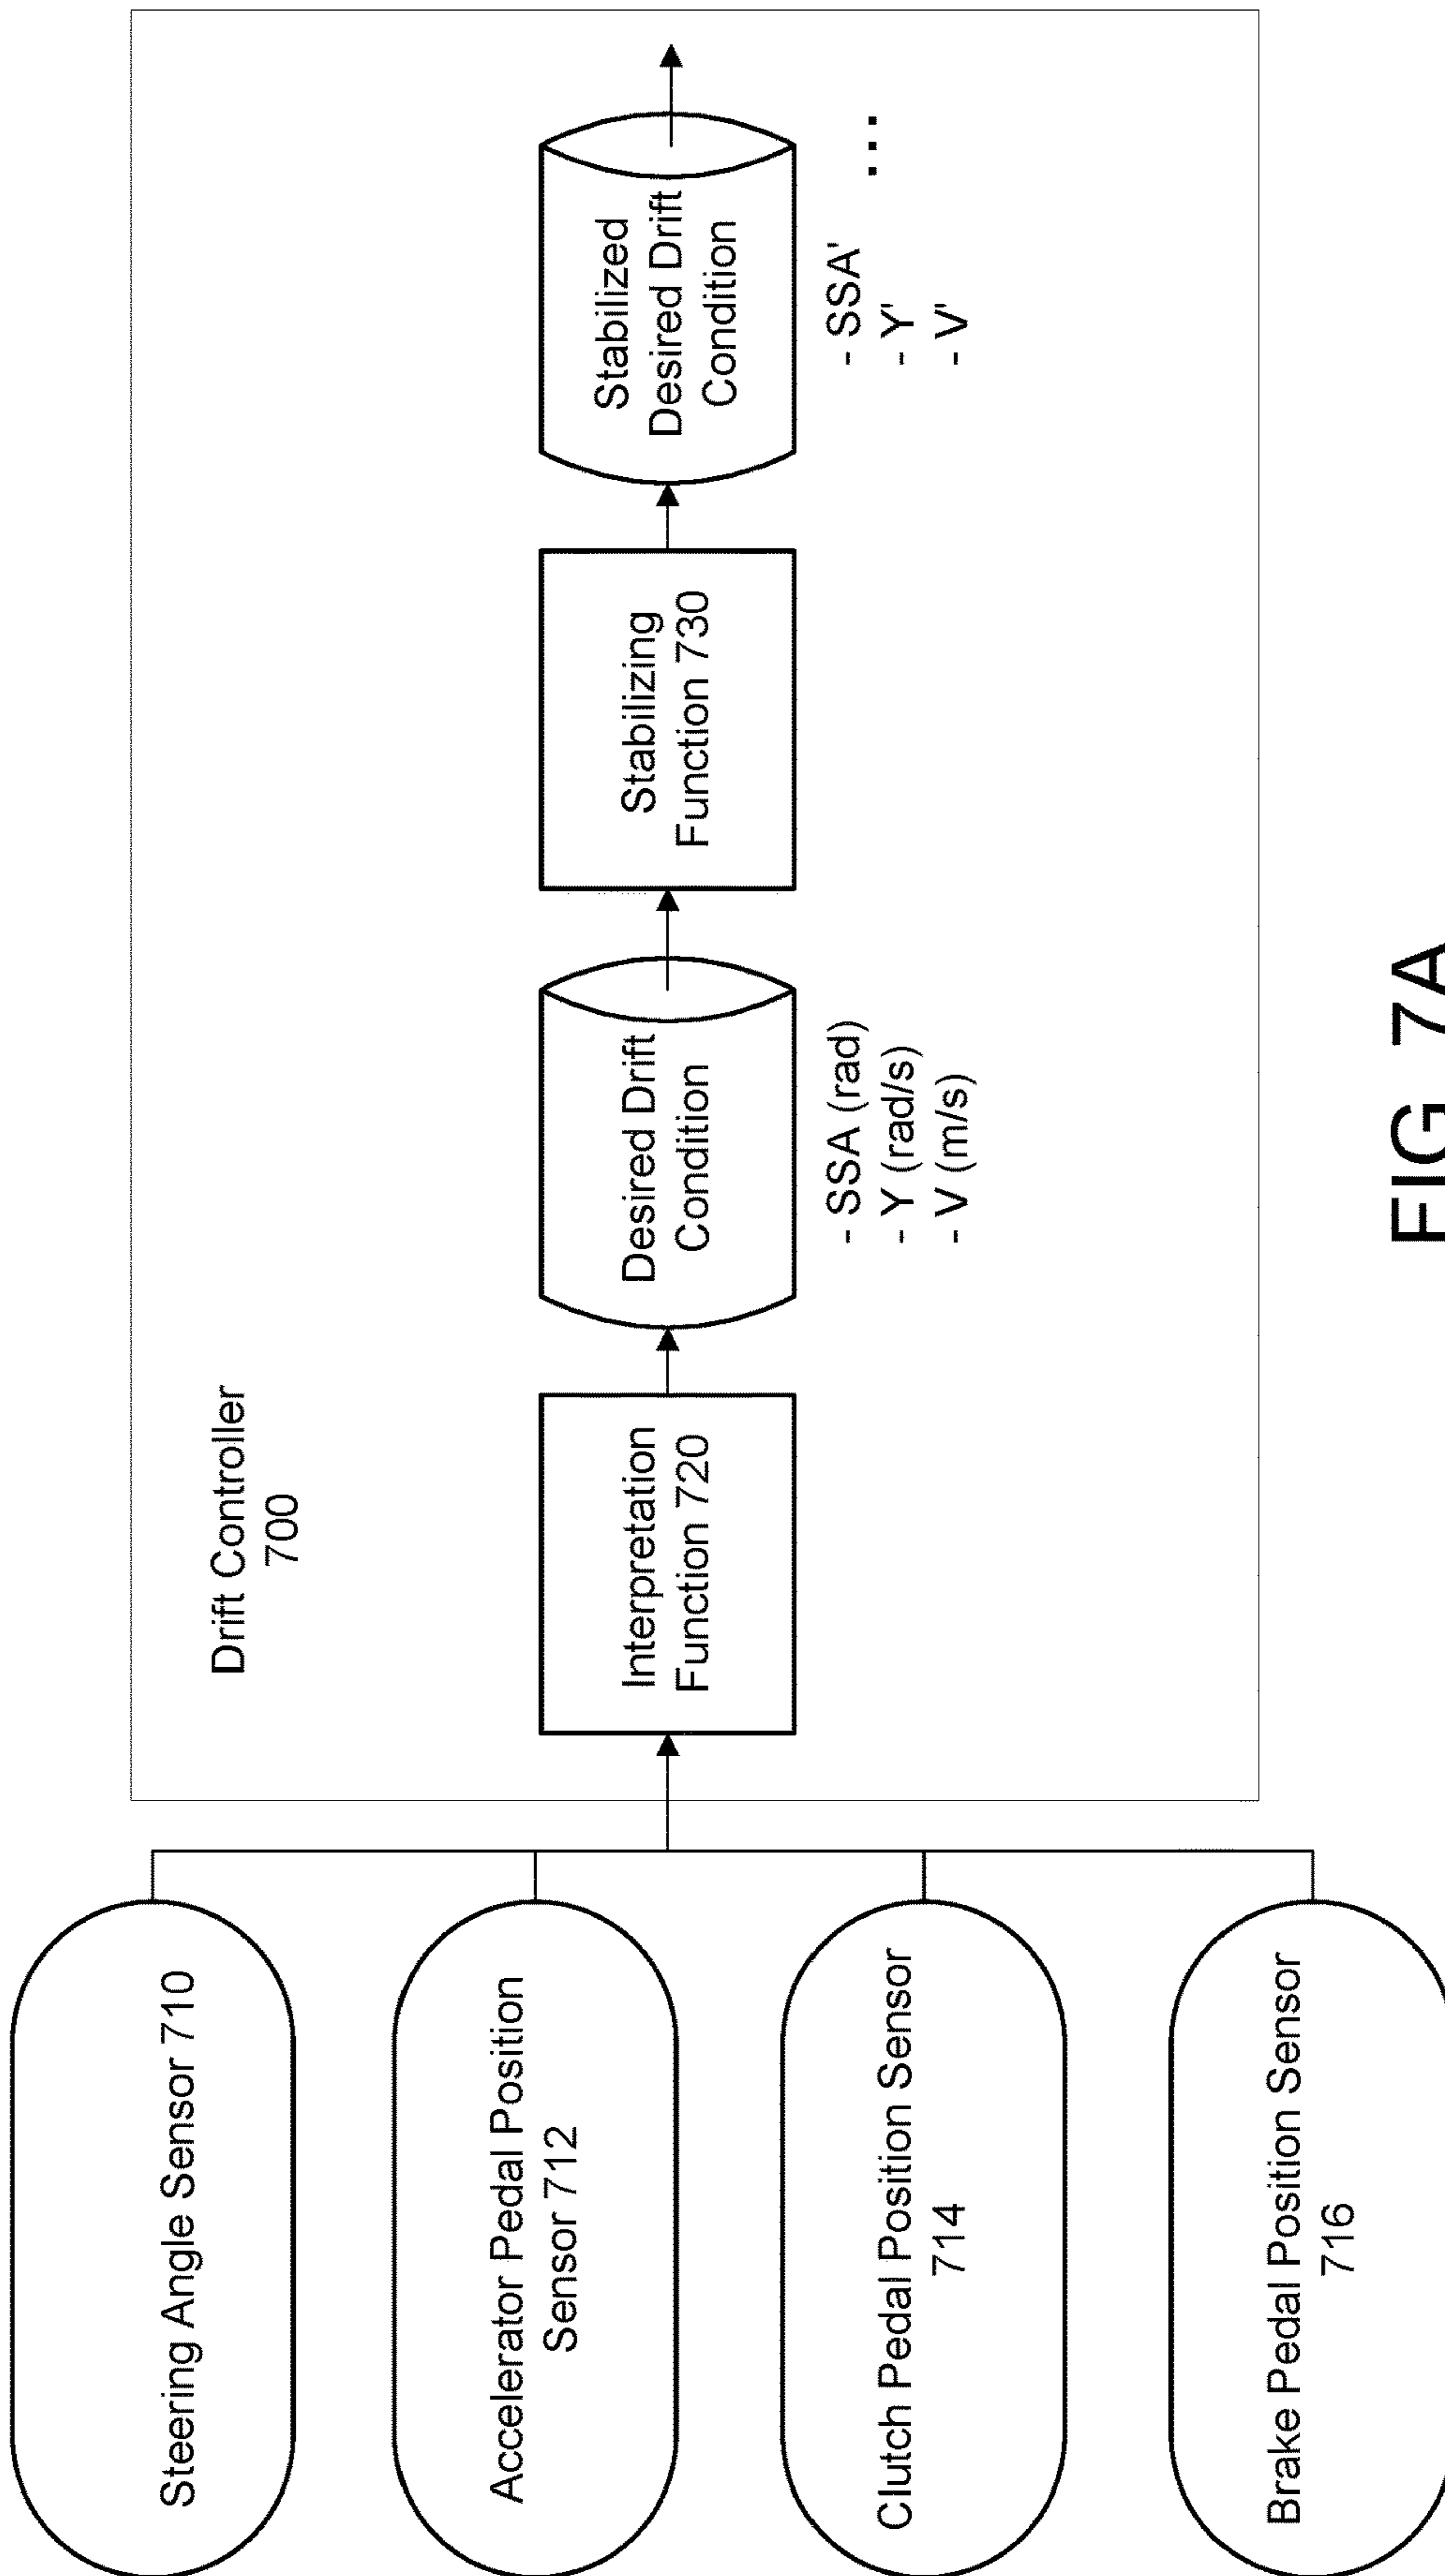 Drift Controller
700
Steering Angle Sensor 710
Accelerator Pedal Position
Sensor 712
Clutch Pedal Position Sensor
714
Brake Pedal Position Sensor
716
Interpretation
Function 720
Desired Drift
Condition
- SSA (rad)
- Y (rad/s)
- V (m/s)
Stabilizing
Function 730
Stabilized
Desired Drift
Condition
- SSA'
- Y'
- V'
...
FIG. 7A